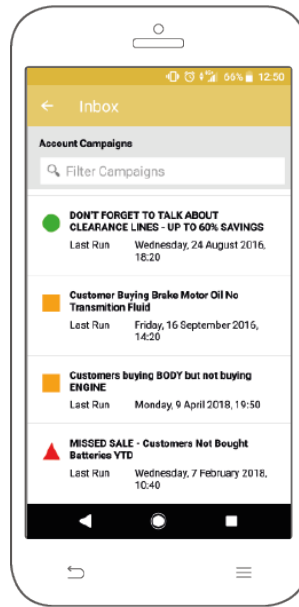 66% 12:50
Inbox
Account Campaigns
Filter Campaigns
DON'T FORGET TO TALK ABOUT
CLEARANCE LINES - UP TO 60% SAVINGS
Last Run Wednesday, 24 August 2016,
18:20
Customer Buying Brake Motor Oil No
Transmition Fluid
Last Run Friday, 16 September 2016,
14:20
Customers buying BODY but not buying
ENGINE
Last Run Monday, 9 April 2018, 19:50
MISSED SALE - Customers Not Bought
Batteries YTD
Last Run Wednesday, 7 February 2018,
10:40